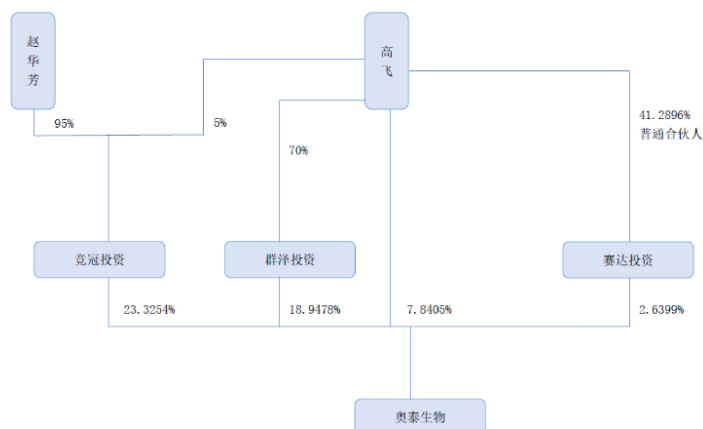 赵
华
芳
高
飞
95%
5%
70%
41.2896%
普通合伙人
竞冠投资
群泽投资
赛达投资
23.3254%
18.9478%
7.8405%
2.6399%
奥泰生物